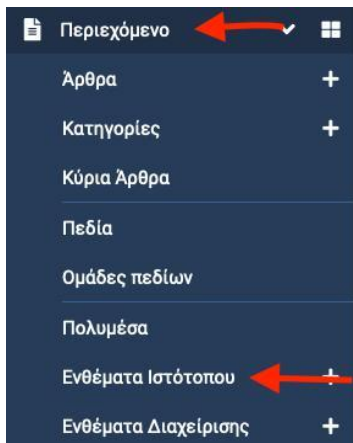 Περιεχόμενο
Άρθρα
Κατηγορίες
Κύρια Άρθρα
Πεδία
Ομάδες πεδίων
Πολυμέσα
Ενθέματα Ιστότοπου
Ενθέματα Διαχείρισης